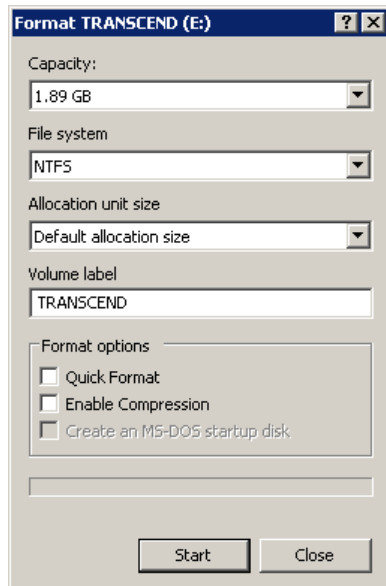 Format TRANSCEND (E:)
Capacity:
1.89 GB
File system
NTFS
Allocation unit size
Default allocation size
Volume label
TRANSCEND
Format options
Quick Format
Enable Compression
Create an MS-DOS startup disk
Start Close